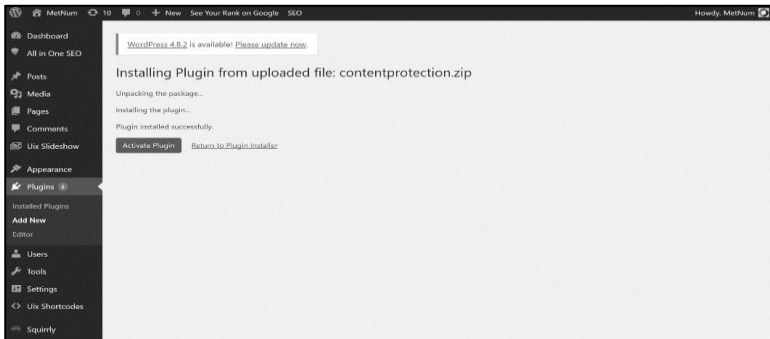 MetNum 10 0 + New See Your Rank on Google SEO Howdy, MetNum
Dashboard
All in One SEO
Posts
Media
Pages
Comments
Uix Slideshow
Appearance
Plugins 6
Installed Plugins
Add New
Editor
Users
Tools
Settings
Uix Shortcodes
Squirrly
WordPress 4.8.2 is available! Please update now.
Installing Plugin from uploaded file: contentprotection.zip
Unpacking the package...
Installing the plugin...
Plugin installed successfully.
Activate Plugin Return to Plugin Installer